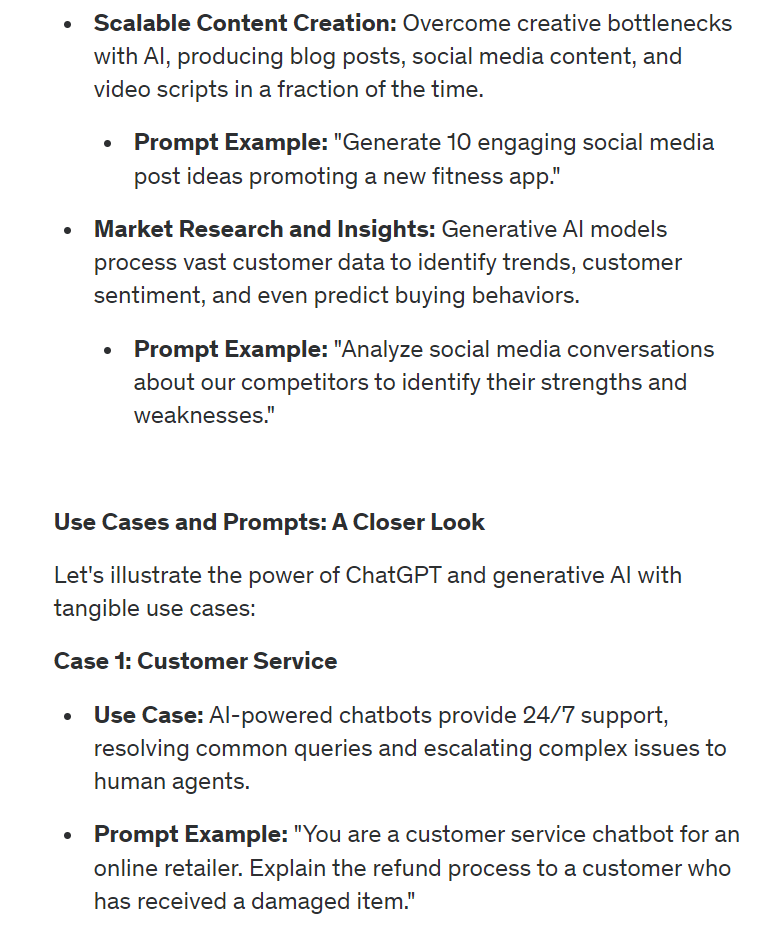 • Scalable Content Creation: Overcome creative bottlenecks
with AI, producing blog posts, social media content, and
video scripts in a fraction of the time.
• Prompt Example: "Generate 10 engaging social media
post ideas promoting a new fitness app."
• Market Research and Insights: Generative AI models
process vast customer data to identify trends, customer
sentiment, and even predict buying behaviors.
• Prompt Example: "Analyze social media conversations
about our competitors to identify their strengths and
weaknesses."
Use Cases and Prompts: A Closer Look
Let's illustrate the power of ChatGPT and generative AI with
tangible use cases:
Case 1: Customer Service
• Use Case: AI-powered chatbots provide 24/7 support,
resolving common queries and escalating complex issues to
human agents.
• Prompt Example: "You are a customer service chatbot for an
online retailer. Explain the refund process to a customer who
has received a damaged item."